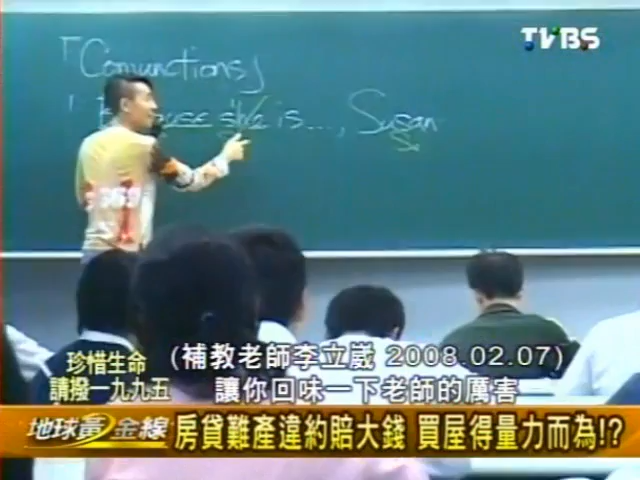 TVBS
「Conjunctions」
she is..., Susan
S
珍惜生命
請撥一九九五
(補教老師李立崴 2008.02.07)
讓你回味一下老師的厲害
地球黃金線
房貸難產違約賠大錢 買屋得量力而為!?